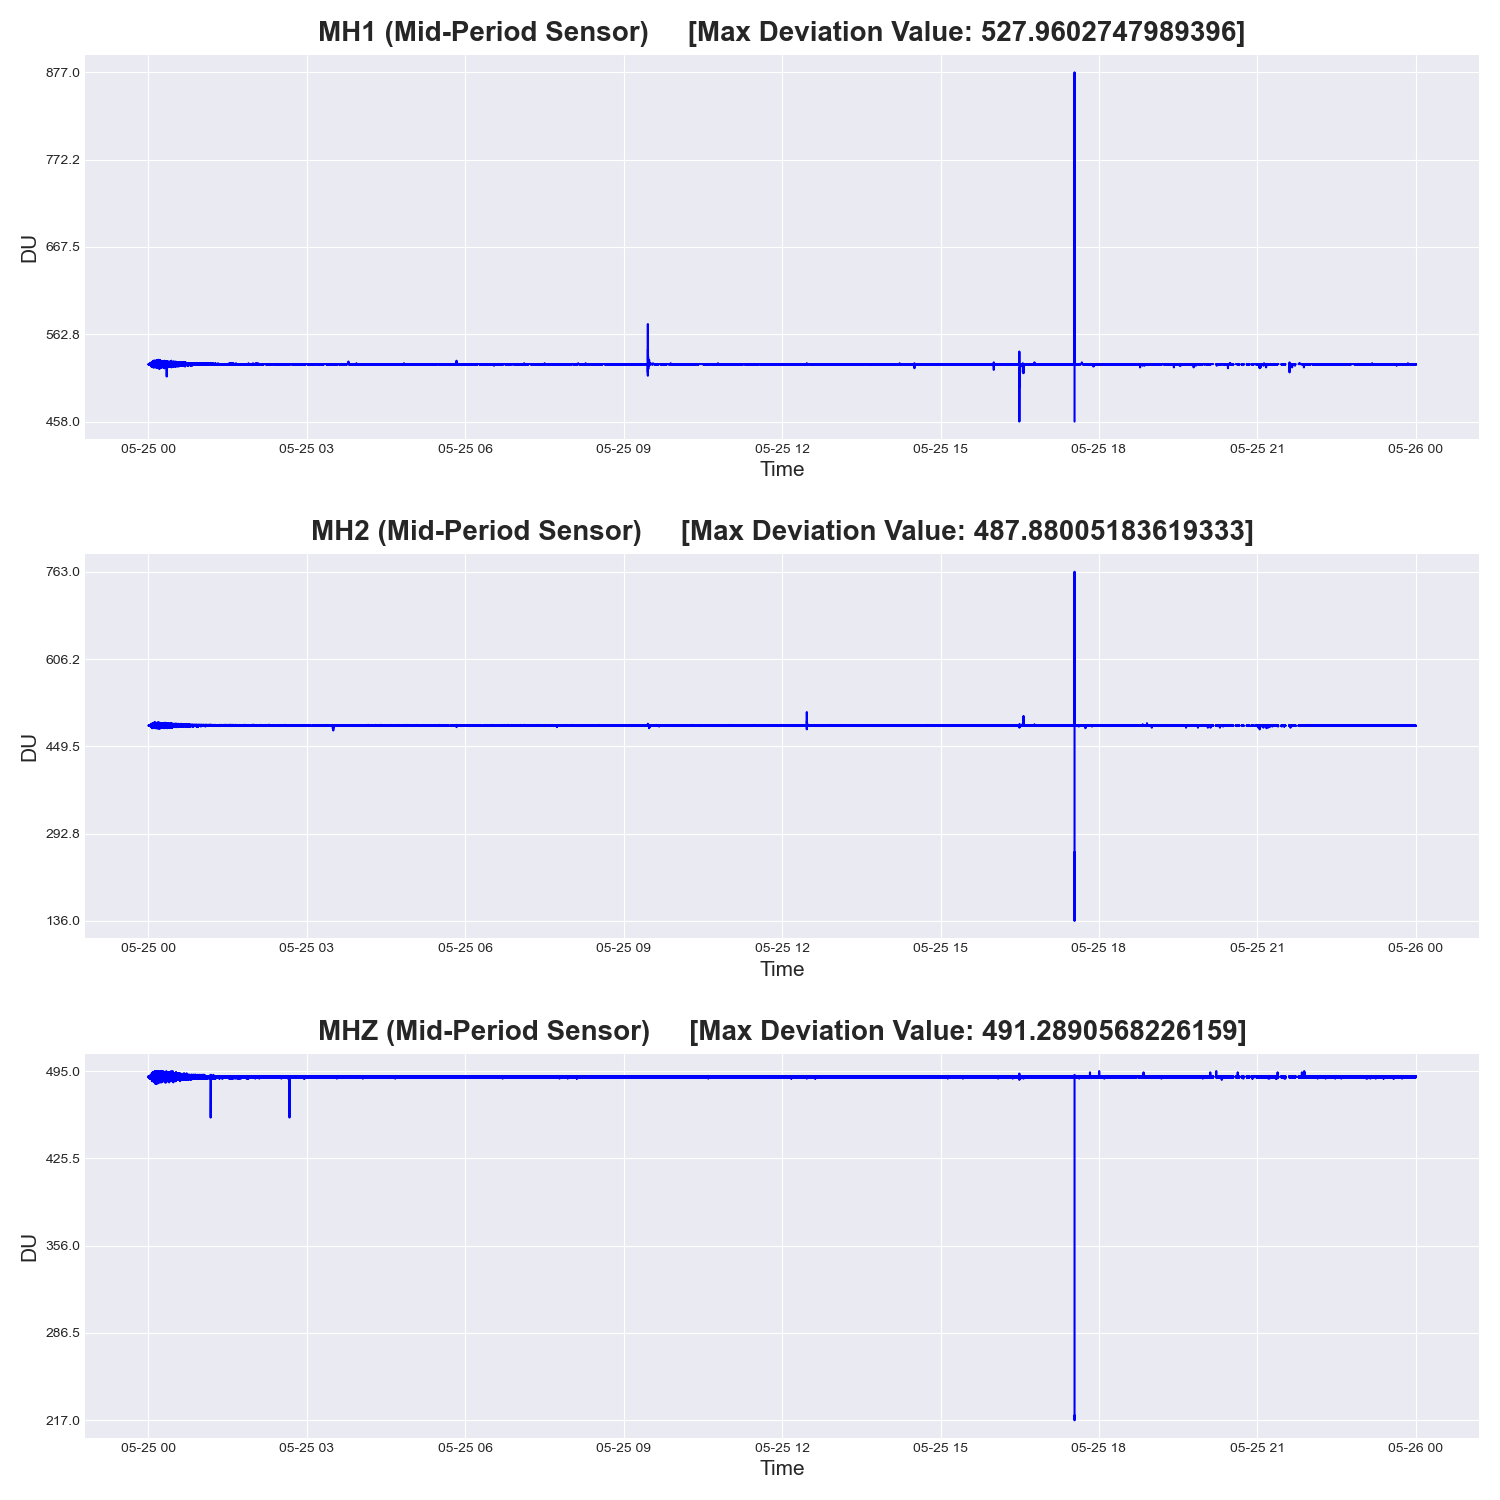 MH1 (Mid-Period Sensor) [Max Deviation Value: 527.9602747989396]
877.0
772.2
667.5
562.8
458.0
DU
05-25 00 05-25 03 05-25 06 05-25 09 05-25 12 05-25 15 05-25 18 05-25 21 05-26 00
Time
MH2 (Mid-Period Sensor) [Max Deviation Value: 487.88005183619333]
763.0
606.2
449.5
292.8
136.0
DU
05-25 00 05-25 03 05-25 06 05-25 09 05-25 12 05-25 15 05-25 18 05-25 21 05-26 00
Time
MHZ (Mid-Period Sensor) [Max Deviation Value: 491.2890568226159]
495.0
425.5
356.0
286.5
217.0
DU
05-25 00 05-25 03 05-25 06 05-25 09 05-25 12 05-25 15 05-25 18 05-25 21 05-26 00
Time